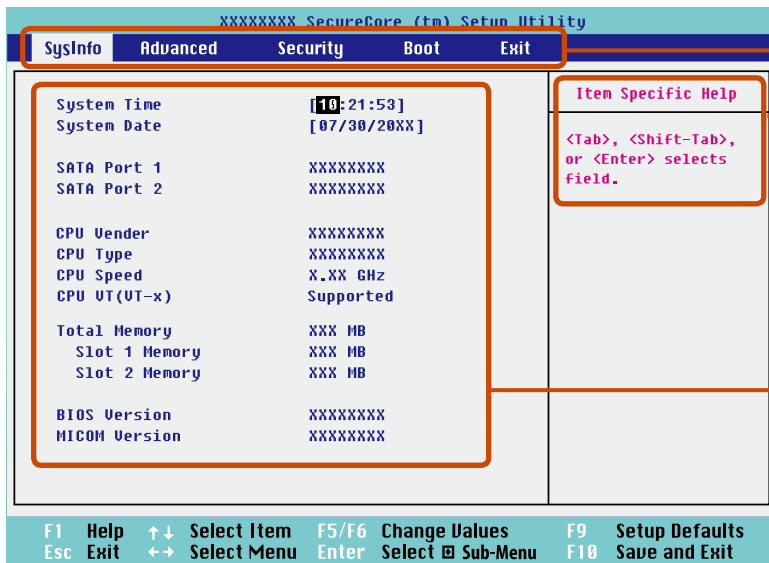 XXXXXXXX SecureCore (tm) Setup Utility
SysInfo Advanced Security Boot Exit
System Time [10:21:53]
System Date [07/30/20XX]
SATA Port 1 XXXXXXXX
SATA Port 2 XXXXXXXX
CPU Vender XXXXXXXX
CPU Type XXXXXXXX
CPU Speed X.XX GHz
CPU VT(VT-x) Supported
Total Memory XXX MB
Slot 1 Memory XXX MB
Slot 2 Memory XXX MB
BIOS Version XXXXXXXX
MICOM Version XXXXXXXX
Item Specific Help
<Tab>, <Shift-Tab>,
or <Enter> selects
field.
F1 Help ↑↓ Select Item F5/F6 Change Values F9 Setup Defaults
Esc Exit ←→ Select Menu Enter Select ⊡ Sub-Menu F10 Save and Exit